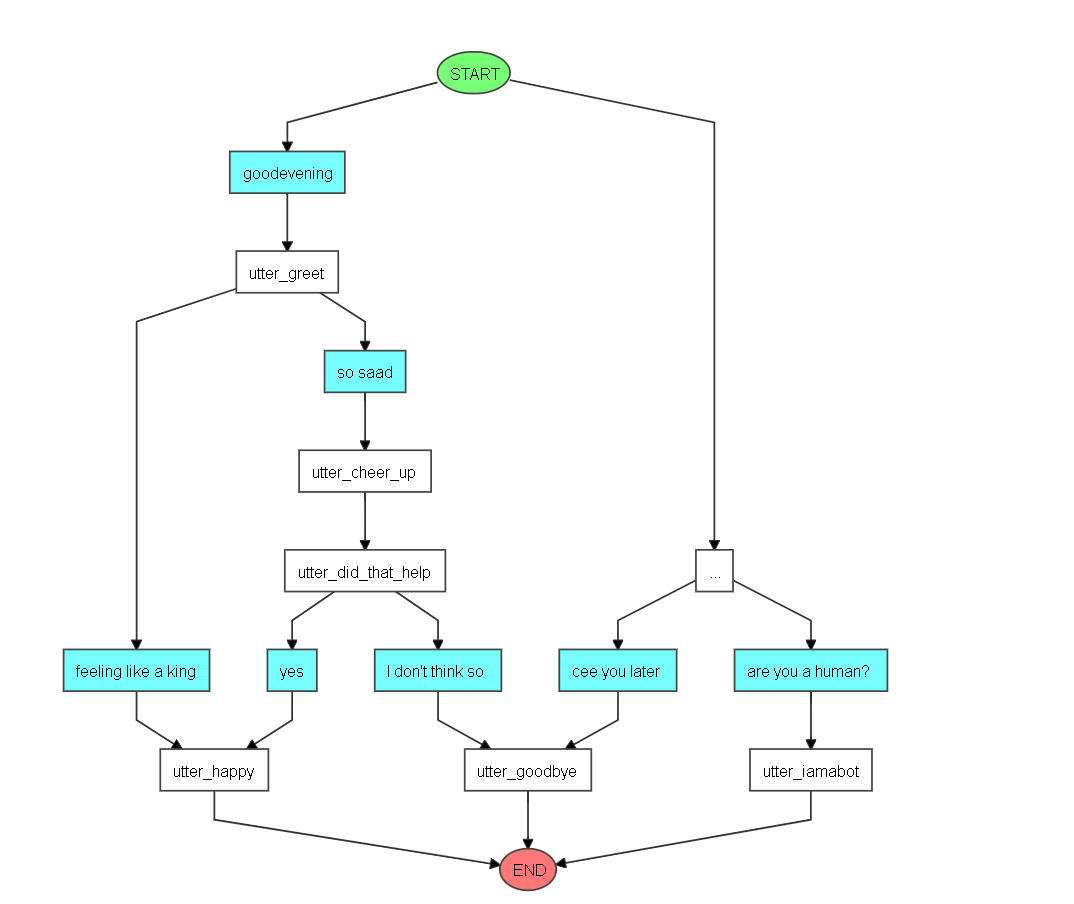 START
goodevening
utter_greet
so saad
utter_cheer_up
utter_did_that_help
...
feeling like a king
yes
I don't think so
cee you later
are you a human?
utter_happy
utter_goodbye
utter_iamabot
END